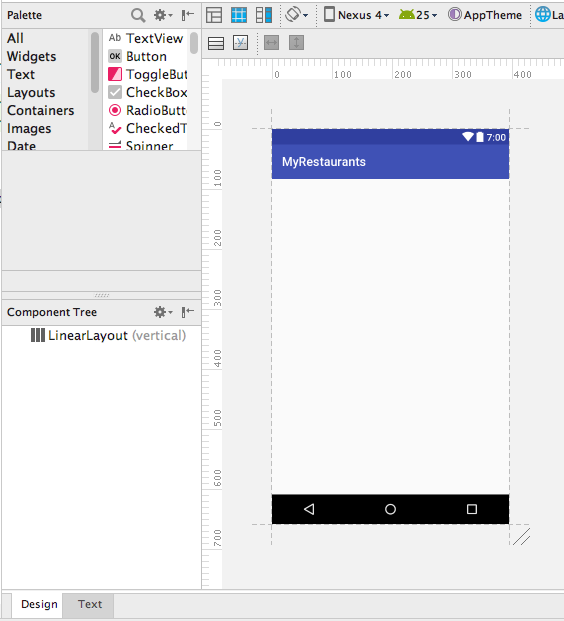 Palette
Nexus 4
25
AppTheme
La
All
Widgets
Text
Layouts
Containers
Images
Date
Ab TextView
OK Button
ToggleBut
CheckBox
RadioButt
CheckedT
Spinner
0 100 200 300 400
0
100
200
300
400
500
600
700
7:00
MyRestaurants
Component Tree
LinearLayout (vertical)
Design Text